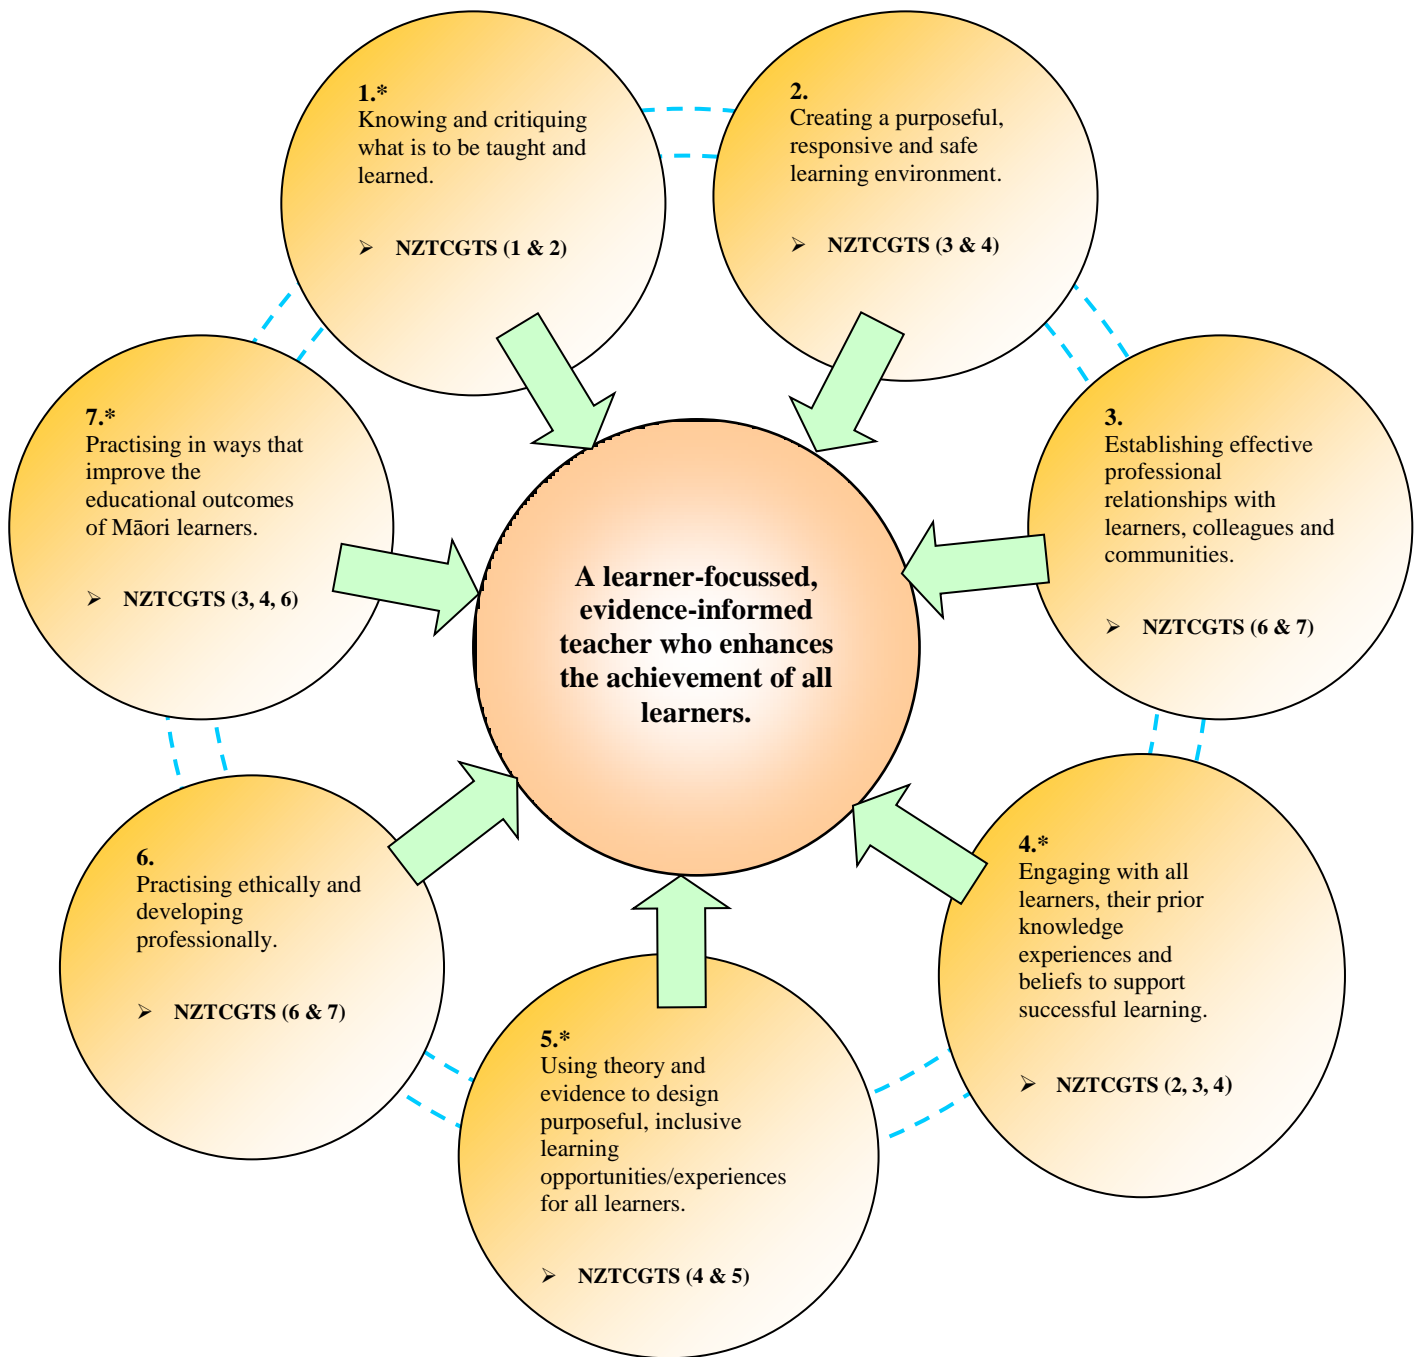 1.*
Knowing and critiquing
what is to be taught and
learned.
➢ NZTCGTS (1 & 2)
2.
Creating a purposeful,
responsive and safe
learning environment.
➢ NZTCGTS (3 & 4)
3.
Establishing effective
professional
relationships with
learners, colleagues and
communities.
➢ NZTCGTS (6 & 7)
4.*
Engaging with all
learners, their prior
knowledge
experiences and
beliefs to support
successful learning.
➢ NZTCGTS (2, 3, 4)
5.*
Using theory and
evidence to design
purposeful, inclusive
learning
opportunities/experiences
for all learners.
➢ NZTCGTS (4 & 5)
6.
Practising ethically and
developing
professionally.
➢ NZTCGTS (6 & 7)
7.*
Practising in ways that
improve the
educational outcomes
of Māori learners.
➢ NZTCGTS (3, 4, 6)
A learner-focussed,
evidence-informed
teacher who enhances
the achievement of all
learners.